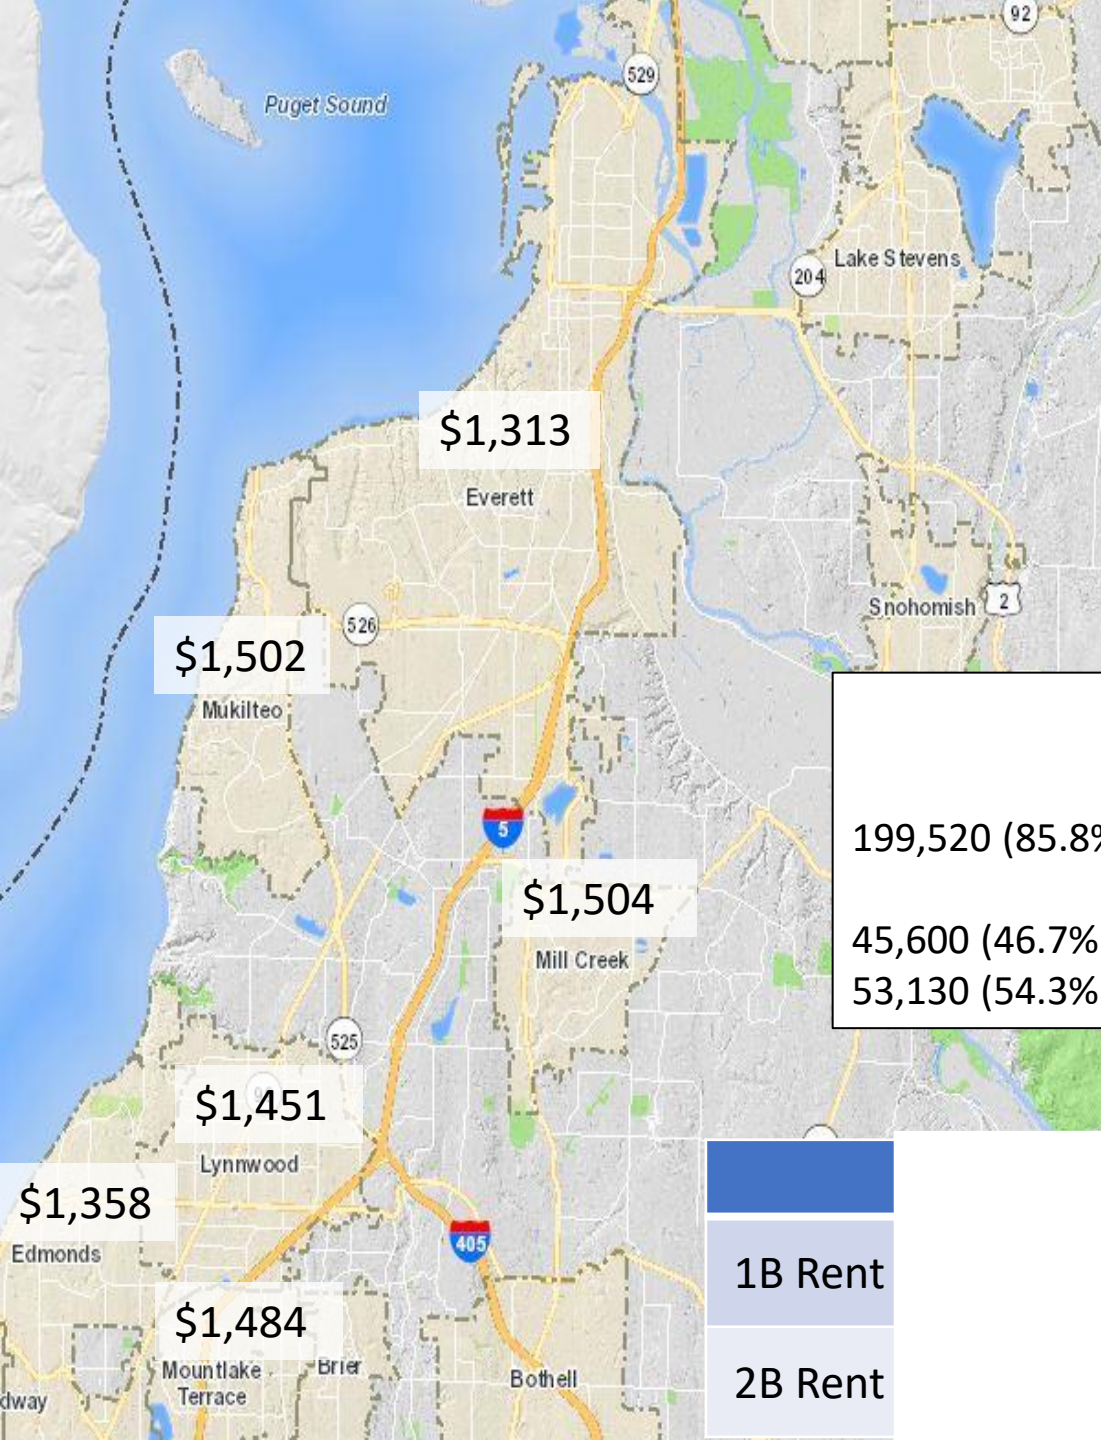 92
529
Puget Sound
Lake Stevens
204
$1,313
Everett
Snohomish
2
526
$1,502
Mukilteo
5
199,520 (85.8%
$1,504
45,600 (46.7%
Mill Creek
53,130 (54.3%
525
$1,451
Lynnwood
$1,358
405
Edmonds
1B Rent
$1,484
Mountlake
Terrace
Brier
Bothell
2B Rent
dway